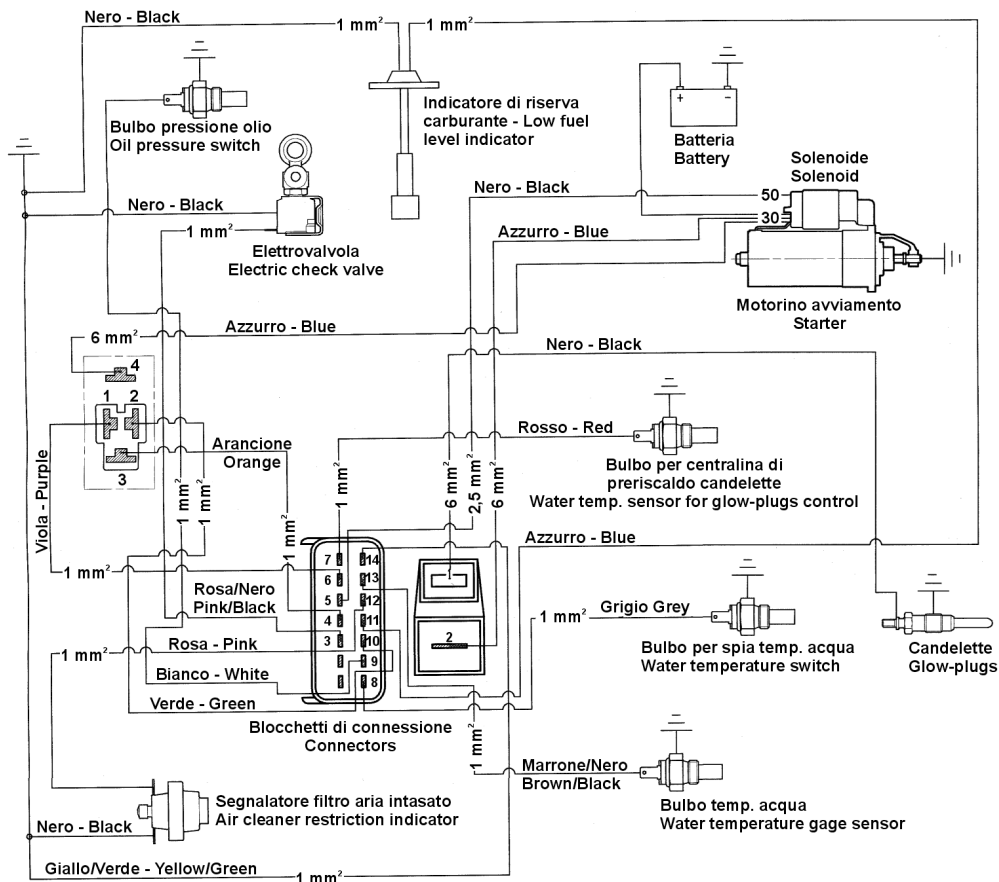 Nero - Black
1 mm²
1 mm²
Bulbo pressione olio
Oil pressure switch
Indicatore di riserva
carburante - Low fuel
level indicator
+ -
Batteria
Battery
Solenoide
Solenoid
Nero - Black
50
Nero - Black
30
1 mm²
Azzurro - Blue
Elettrovalvola
Electric check valve
Motorino avviamento
Starter
6 mm²
Azzurro - Blue
Nero - Black
4
1 2
3
Viola - Purple
Arancione
Orange
1 mm²
1 mm²
1 mm²
1 mm²
6 mm²
2,5 mm²
6 mm²
Rosso - Red
Bulbo per centralina di
preriscaldo candelette
Water temp. sensor for glow-plugs control
Azzurro - Blue
1 mm²
7 14
6 13
5 12
4 11
3 10
9
8
1
2
Rosa/Nero
Pink/Black
1 mm²
Rosa - Pink
Bianco - White
Verde - Green
Blocchetti di connessione
Connectors
1 mm²
Grigio Grey
Bulbo per spia temp. acqua
Water temperature switch
Candelette
Glow-plugs
1 mm²
Marrone/Nero
Brown/Black
Bulbo temp. acqua
Water temperature gage sensor
Segnalatore filtro aria intasato
Air cleaner restriction indicator
Nero - Black
Giallo/Verde - Yellow/Green
1 mm²